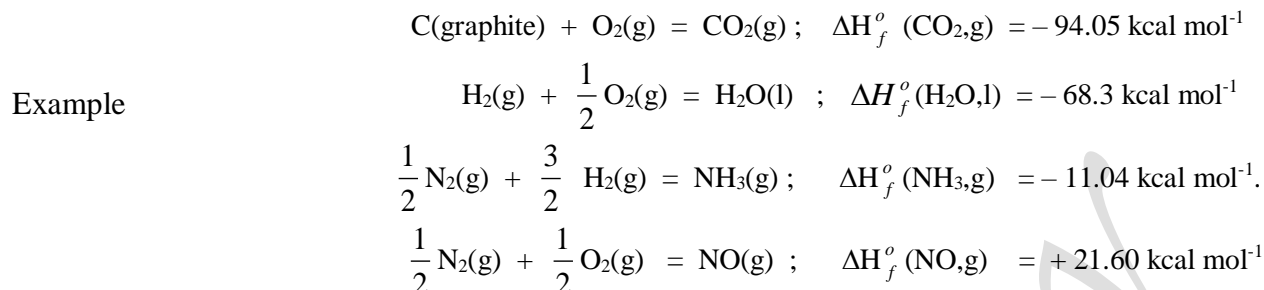 C(graphite) + O₂(g) = CO₂(g) ; ΔH°f (CO₂,g) = – 94.05 kcal mol⁻¹
Example
H₂(g) + 1/2 O₂(g) = H₂O(l) ; ΔH°f (H₂O,l) = – 68.3 kcal mol⁻¹
1/2 N₂(g) + 3/2 H₂(g) = NH₃(g) ; ΔH°f (NH₃,g) = – 11.04 kcal mol⁻¹.
1/2 N₂(g) + 1/2 O₂(g) = NO(g) ; ΔH°f (NO,g) = + 21.60 kcal mol⁻¹